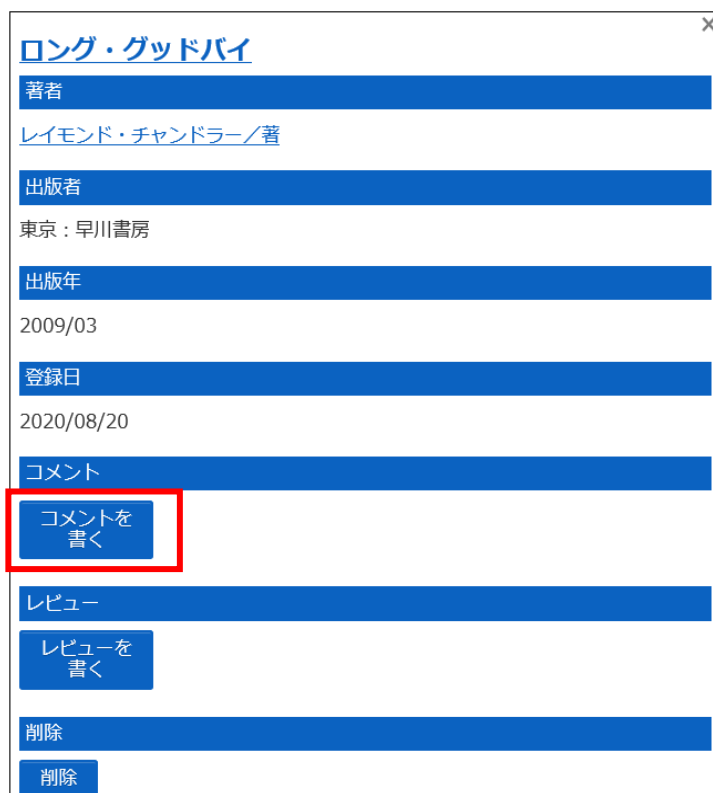 ×
ロング・グッドバイ
著者
レイモンド・チャンドラー／著
出版者
東京：早川書房
出版年
2009/03
登録日
2020/08/20
コメント
コメントを
書く
レビュー
レビューを
書く
削除
削除